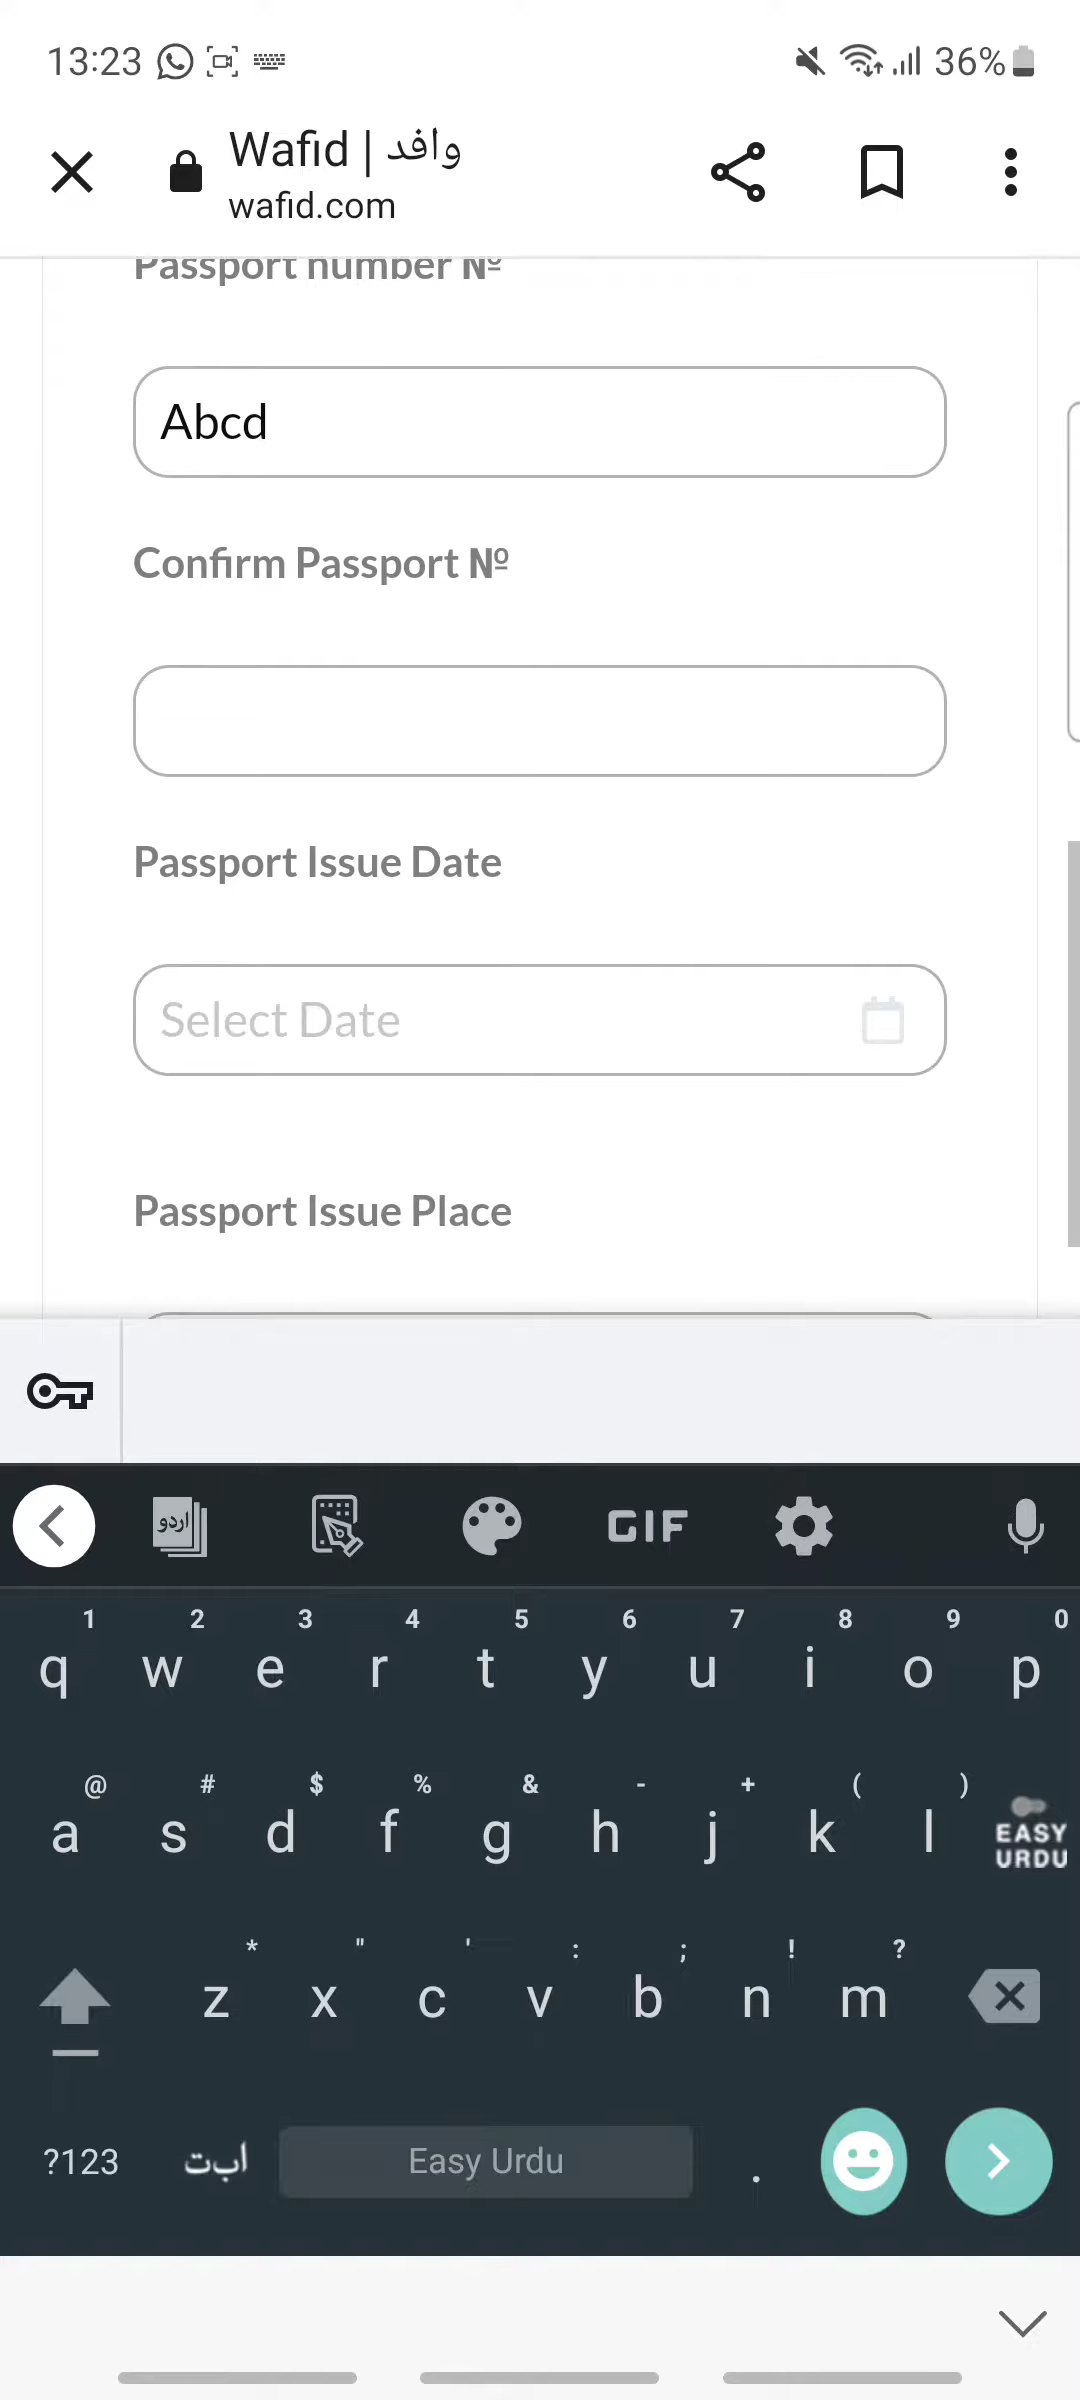 13:23
36%
Wafid | وافد
wafid.com
Passport number Nº
Abcd
Confirm Passport Nº
Passport Issue Date
Select Date
Passport Issue Place
اردو
GIF
1 2 3 4 5 6 7 8 9 0
q w e r t y u i o p
@ # $ % & - + ( )
a s d f g h j k l
EASY
URDU
* " ' : ; ! ?
z x c v b n m
?123 اب‌ت Easy Urdu .